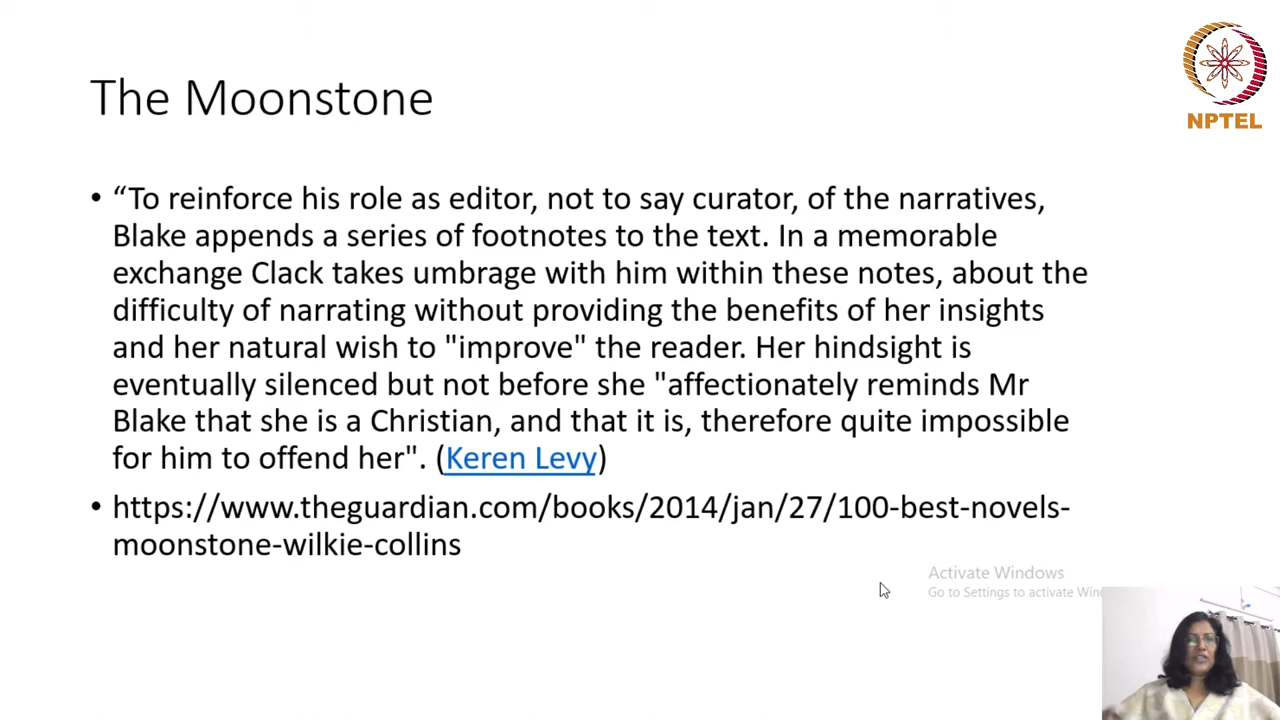 The Moonstone
NPTEL
• “To reinforce his role as editor, not to say curator, of the narratives,
Blake appends a series of footnotes to the text. In a memorable
exchange Clack takes umbrage with him within these notes, about the
difficulty of narrating without providing the benefits of her insights
and her natural wish to "improve" the reader. Her hindsight is
eventually silenced but not before she "affectionately reminds Mr
Blake that she is a Christian, and that it is, therefore quite impossible
for him to offend her". (Keren Levy)
• https://www.theguardian.com/books/2014/jan/27/100-best-novels-
moonstone-wilkie-collins
Activate Windows
Go to Settings to activate Win